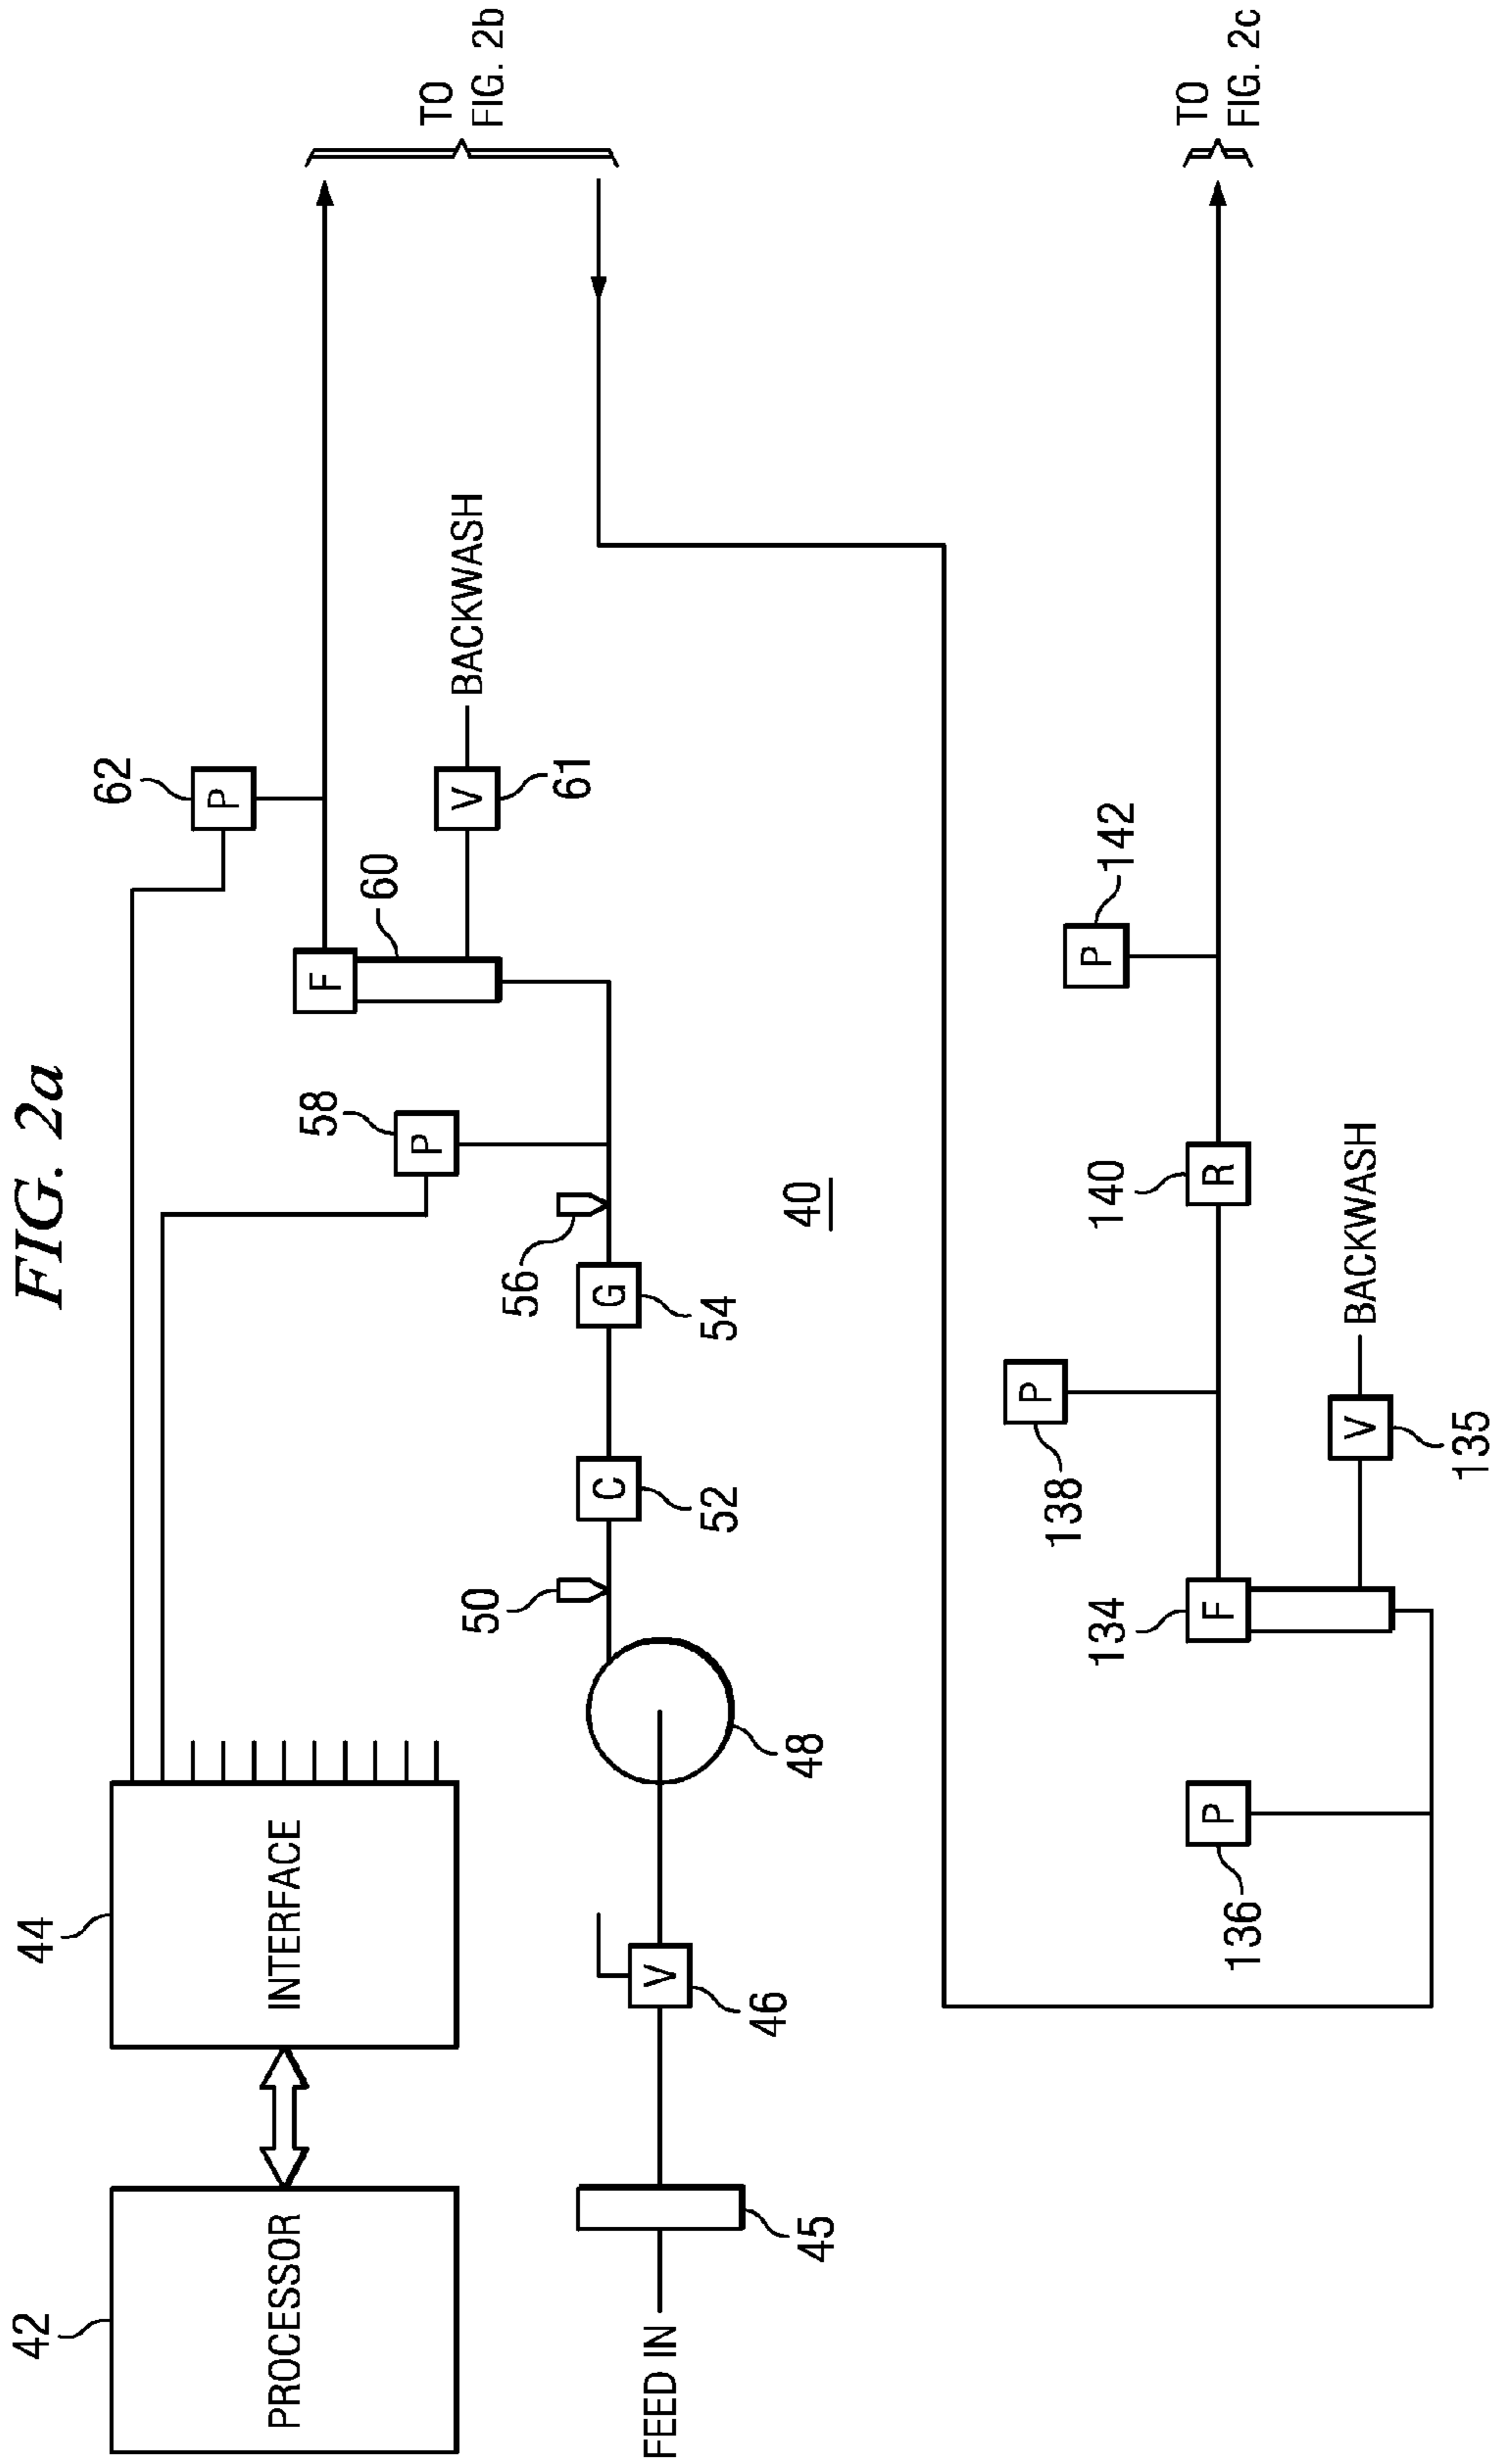 FIG. 2a
42
PROCESSOR
44
INTERFACE
62
P
58
P
F
60
V
61
BACKWASH
TO
FIG. 2b
FEED IN
45
V
46
48
50
C
52
G
54
56
40
P
136
134
F
V
135
BACKWASH
P
138
140
R
P
142
TO
FIG. 2c